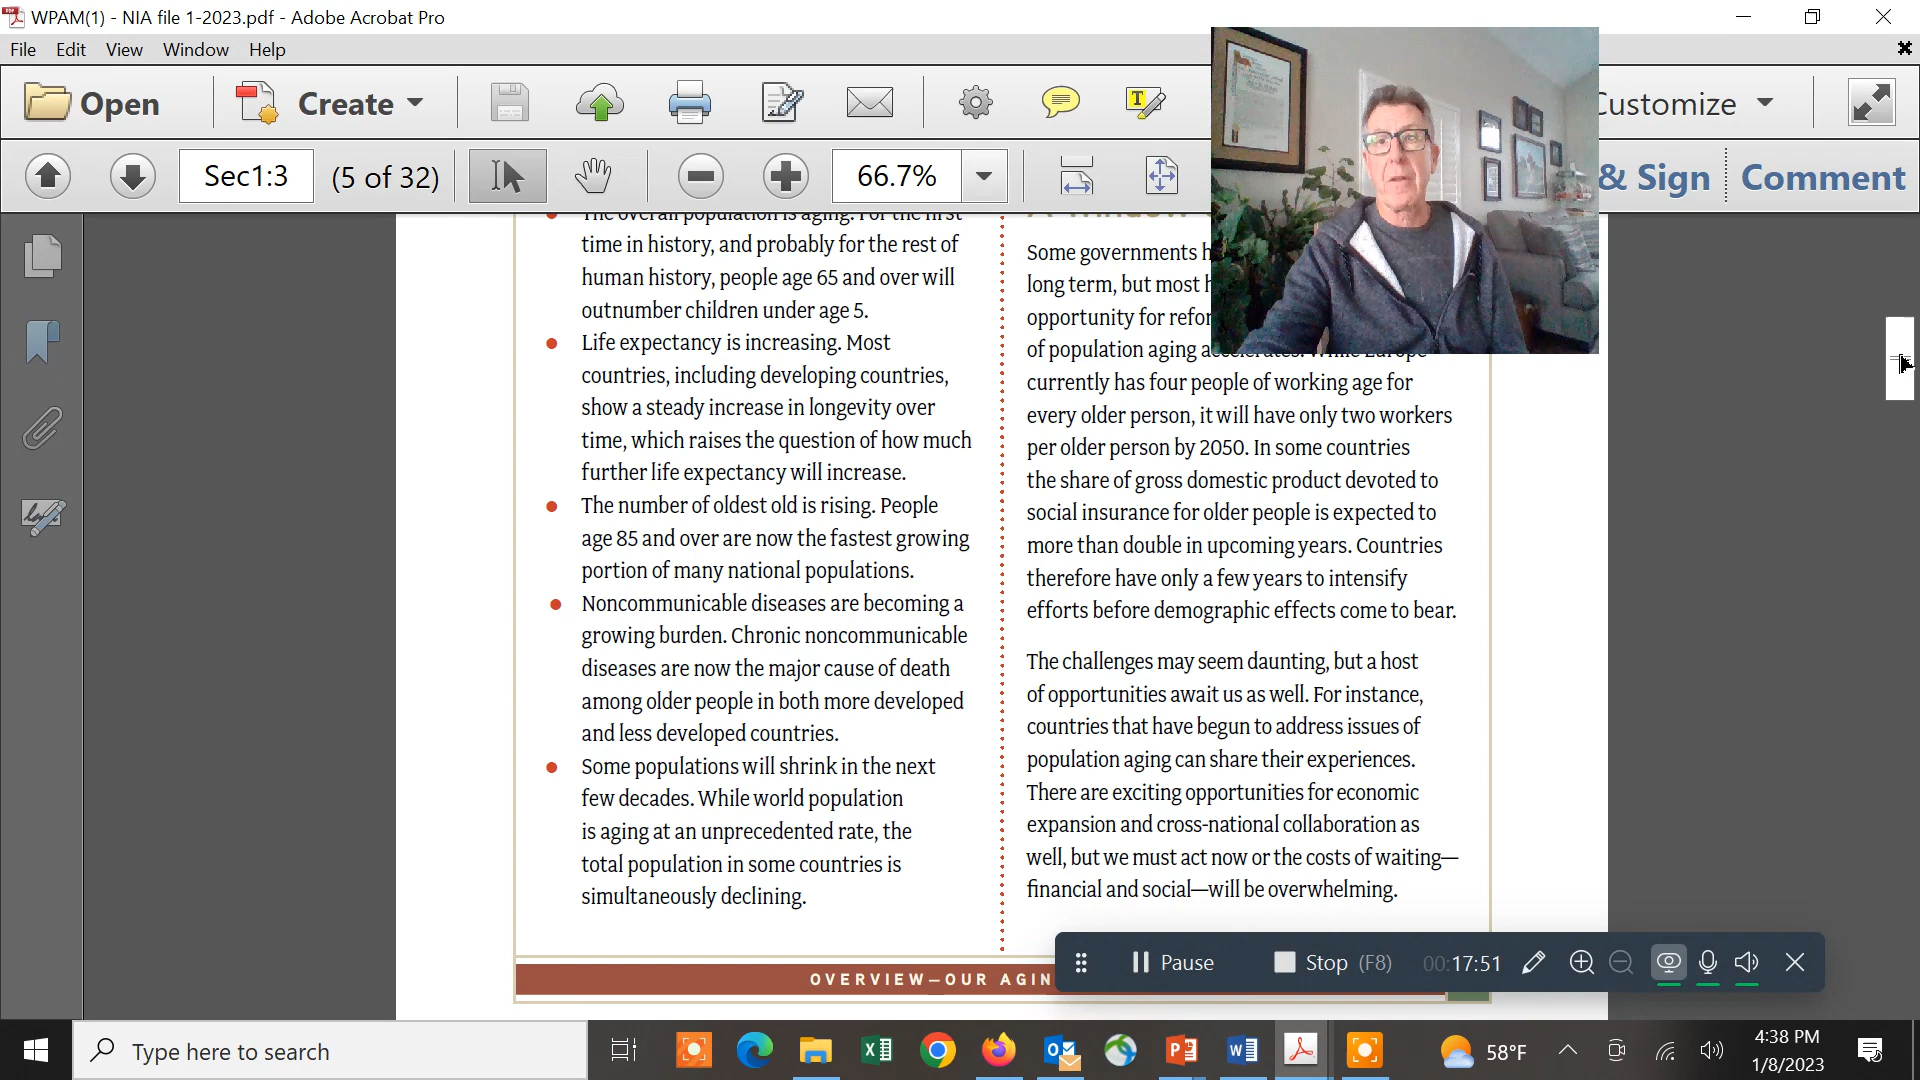 WPAM(1) - NIA file 1-2023.pdf - Adobe Acrobat Pro
File Edit View Window Help
Open Create Customize
Sec1:3 (5 of 32) 66.7% & Sign Comment
The overall population is aging. For the first
time in history, and probably for the rest of
human history, people age 65 and over will
outnumber children under age 5.
Life expectancy is increasing. Most
countries, including developing countries,
show a steady increase in longevity over
time, which raises the question of how much
further life expectancy will increase.
The number of oldest old is rising. People
age 85 and over are now the fastest growing
portion of many national populations.
Noncommunicable diseases are becoming a
growing burden. Chronic noncommunicable
diseases are now the major cause of death
among older people in both more developed
and less developed countries.
Some populations will shrink in the next
few decades. While world population
is aging at an unprecedented rate, the
total population in some countries is
simultaneously declining.
Some governments
long term, but most
opportunity for
of population aging accelerates. While Europe
currently has four people of working age for
every older person, it will have only two workers
per older person by 2050. In some countries
the share of gross domestic product devoted to
social insurance for older people is expected to
more than double in upcoming years. Countries
therefore have only a few years to intensify
efforts before demographic effects come to bear.
The challenges may seem daunting, but a host
of opportunities await us as well. For instance,
countries that have begun to address issues of
population aging can share their experiences.
There are exciting opportunities for economic
expansion and cross-national collaboration as
well, but we must act now or the costs of waiting—
financial and social—will be overwhelming.
OVERVIEW—OUR AGIN
Pause Stop (F8) 00:17:51
Type here to search
58°F
4:38 PM
1/8/2023